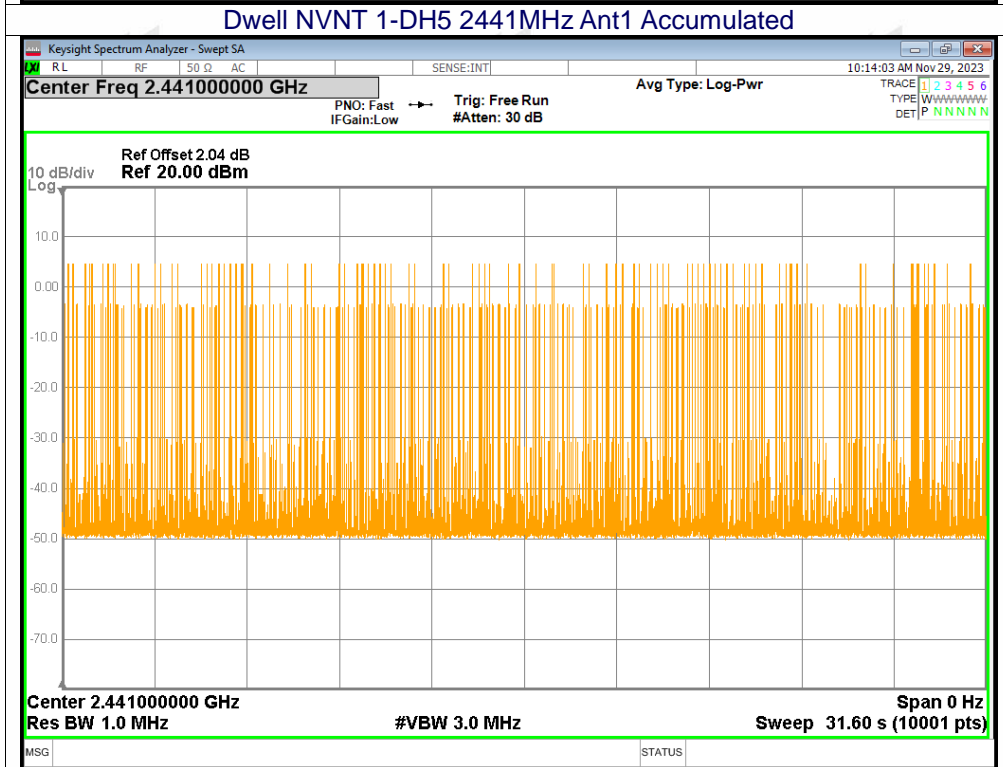 Dwell NVNT 1-DH5 2441MHz Ant1 Accumulated
Keysight Spectrum Analyzer - Swept SA
LXI RL RF 50 Ω AC SENSE:INT 10:14:03 AM Nov 29, 2023
Center Freq 2.441000000 GHz
PNO: Fast
IFGain:Low
Trig: Free Run
#Atten: 30 dB
Avg Type: Log-Pwr
TRACE 1 2 3 4 5 6
TYPE WWWWWWW
DET P N N N N N
Ref Offset 2.04 dB
10 dB/div Ref 20.00 dBm
Log
10.0
0.00
-10.0
-20.0
-30.0
-40.0
-50.0
-60.0
-70.0
Center 2.441000000 GHz Span 0 Hz
Res BW 1.0 MHz #VBW 3.0 MHz Sweep 31.60 s (10001 pts)
MSG STATUS